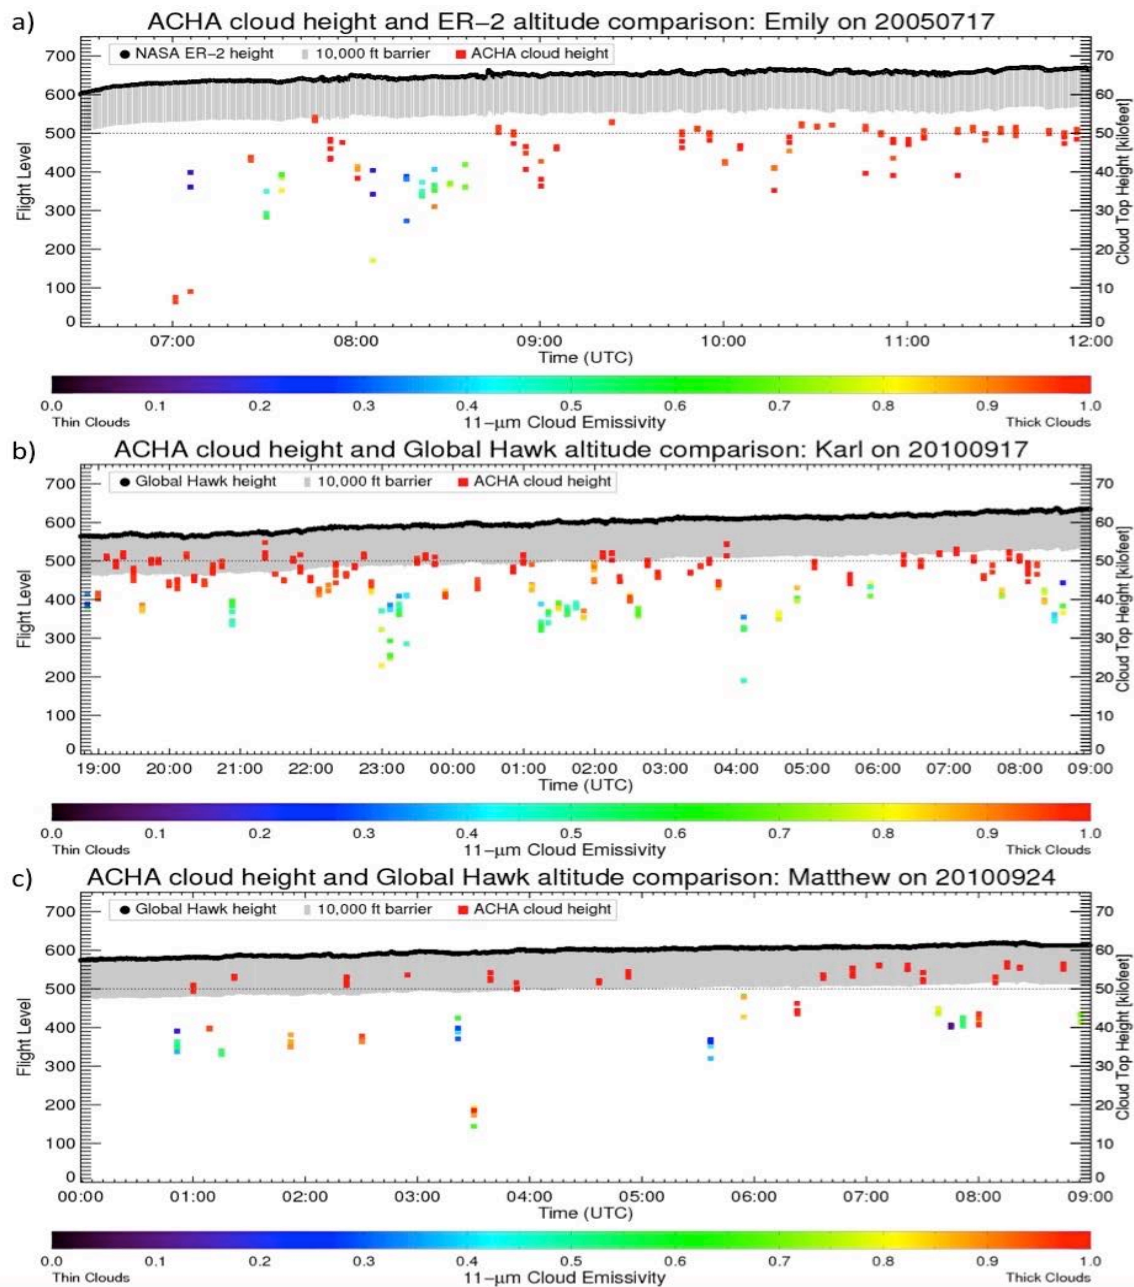 a)
ACHA cloud height and ER−2 altitude comparison: Emily on 20050717
NASA ER−2 height
10,000 ft barrier
ACHA cloud height
700
600
500
400
300
200
100
0
Flight Level
70
60
50
40
30
20
10
0
Cloud Top Height [kilofeet]
07:00 08:00 09:00 10:00 11:00 12:00
Time (UTC)
0.0 0.1 0.2 0.3 0.4 0.5 0.6 0.7 0.8 0.9 1.0
Thin Clouds 11−μm Cloud Emissivity Thick Clouds
b)
ACHA cloud height and Global Hawk altitude comparison: Karl on 20100917
Global Hawk height
10,000 ft barrier
ACHA cloud height
700
600
500
400
300
200
100
0
Flight Level
70
60
50
40
30
20
10
0
Cloud Top Height [kilofeet]
19:00 20:00 21:00 22:00 23:00 00:00 01:00 02:00 03:00 04:00 05:00 06:00 07:00 08:00 09:00
Time (UTC)
0.0 0.1 0.2 0.3 0.4 0.5 0.6 0.7 0.8 0.9 1.0
Thin Clouds 11−μm Cloud Emissivity Thick Clouds
c)
ACHA cloud height and Global Hawk altitude comparison: Matthew on 20100924
Global Hawk height
10,000 ft barrier
ACHA cloud height
700
600
500
400
300
200
100
0
Flight Level
70
60
50
40
30
20
10
0
Cloud Top Height [kilofeet]
00:00 01:00 02:00 03:00 04:00 05:00 06:00 07:00 08:00 09:00
Time (UTC)
0.0 0.1 0.2 0.3 0.4 0.5 0.6 0.7 0.8 0.9 1.0
Thin Clouds 11−μm Cloud Emissivity Thick Clouds